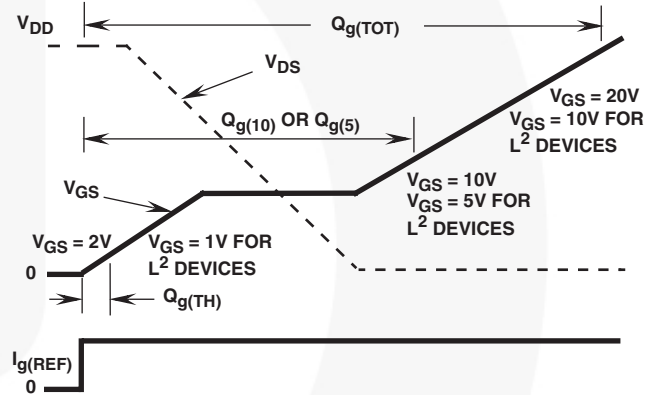 V_DD
Q_g(TOT)
V_DS
V_GS = 20V
V_GS = 10V FOR
L² DEVICES
Q_g(10) OR Q_g(5)
V_GS
V_GS = 10V
V_GS = 5V FOR
L² DEVICES
V_GS = 2V
V_GS = 1V FOR
L² DEVICES
0
Q_g(TH)
I_g(REF)
0